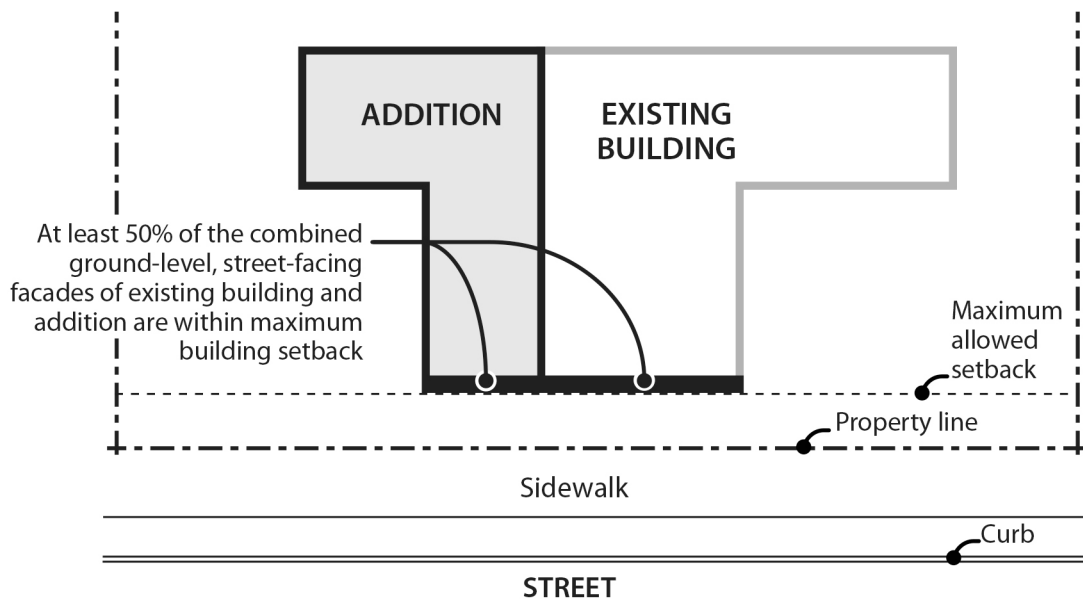 ADDITION
EXISTING
BUILDING
At least 50% of the combined
ground-level, street-facing
facades of existing building and
addition are within maximum
building setback
Maximum
allowed
setback
Property line
Sidewalk
Curb
STREET